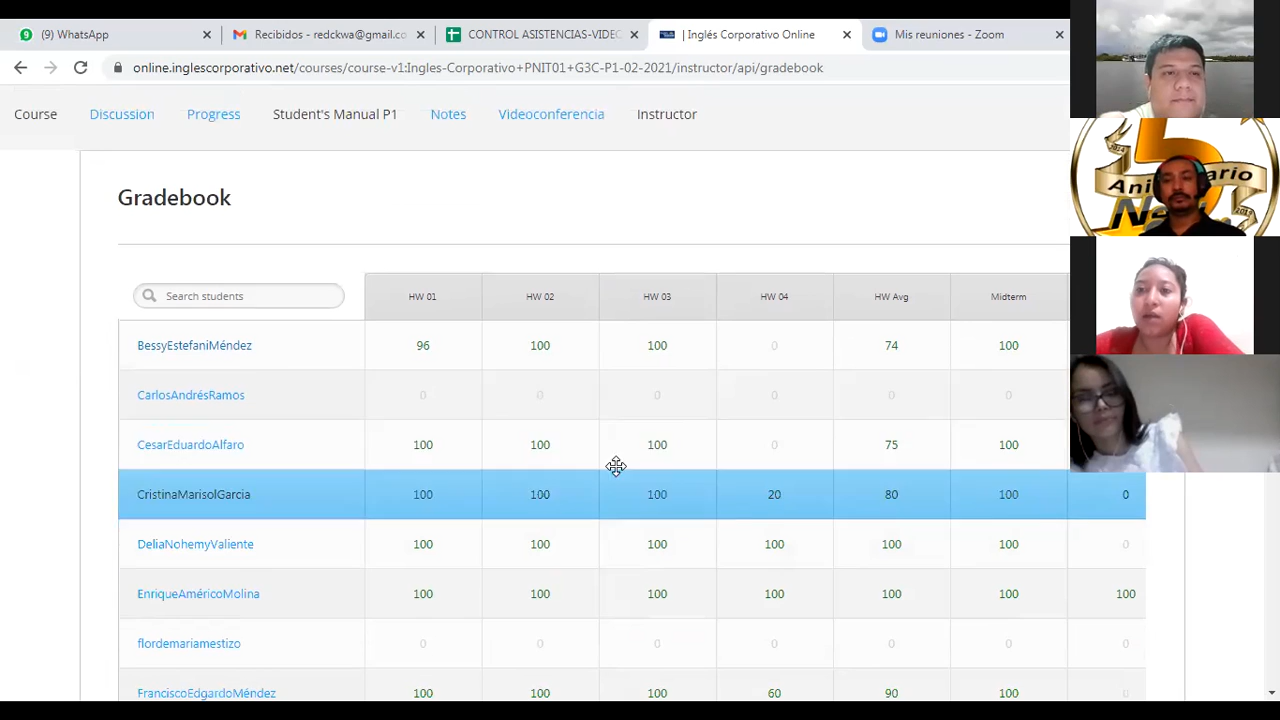 (9) WhatsApp
Recibidos - redckwa@gmail.co
CONTROL ASISTENCIAS-VIDEC
| Inglés Corporativo Online
Mis reuniones - Zoom
online.inglescorporativo.net/courses/course-v1:Ingles-Corporativo+PNIT01+G3C-P1-02-2021/instructor/api/gradebook
Course Discussion Progress Student's Manual P1 Notes Videoconferencia Instructor
Gradebook
Search students HW 01 HW 02 HW 03 HW 04 HW Avg Midterm
BessyEstefaniMéndez 96 100 100 0 74 100
CarlosAndrésRamos 0 0 0 0 0 0
CesarEduardoAlfaro 100 100 100 0 75 100
CristinaMarisolGarcia 100 100 100 20 80 100 0
DeliaNohemyValiente 100 100 100 100 100 100 0
EnriqueAméricoMolina 100 100 100 100 100 100 100
flordemariamestizo 0 0 0 0 0 0 0
FranciscoEdgardoMéndez 100 100 100 60 90 100 0
5
Aniversario